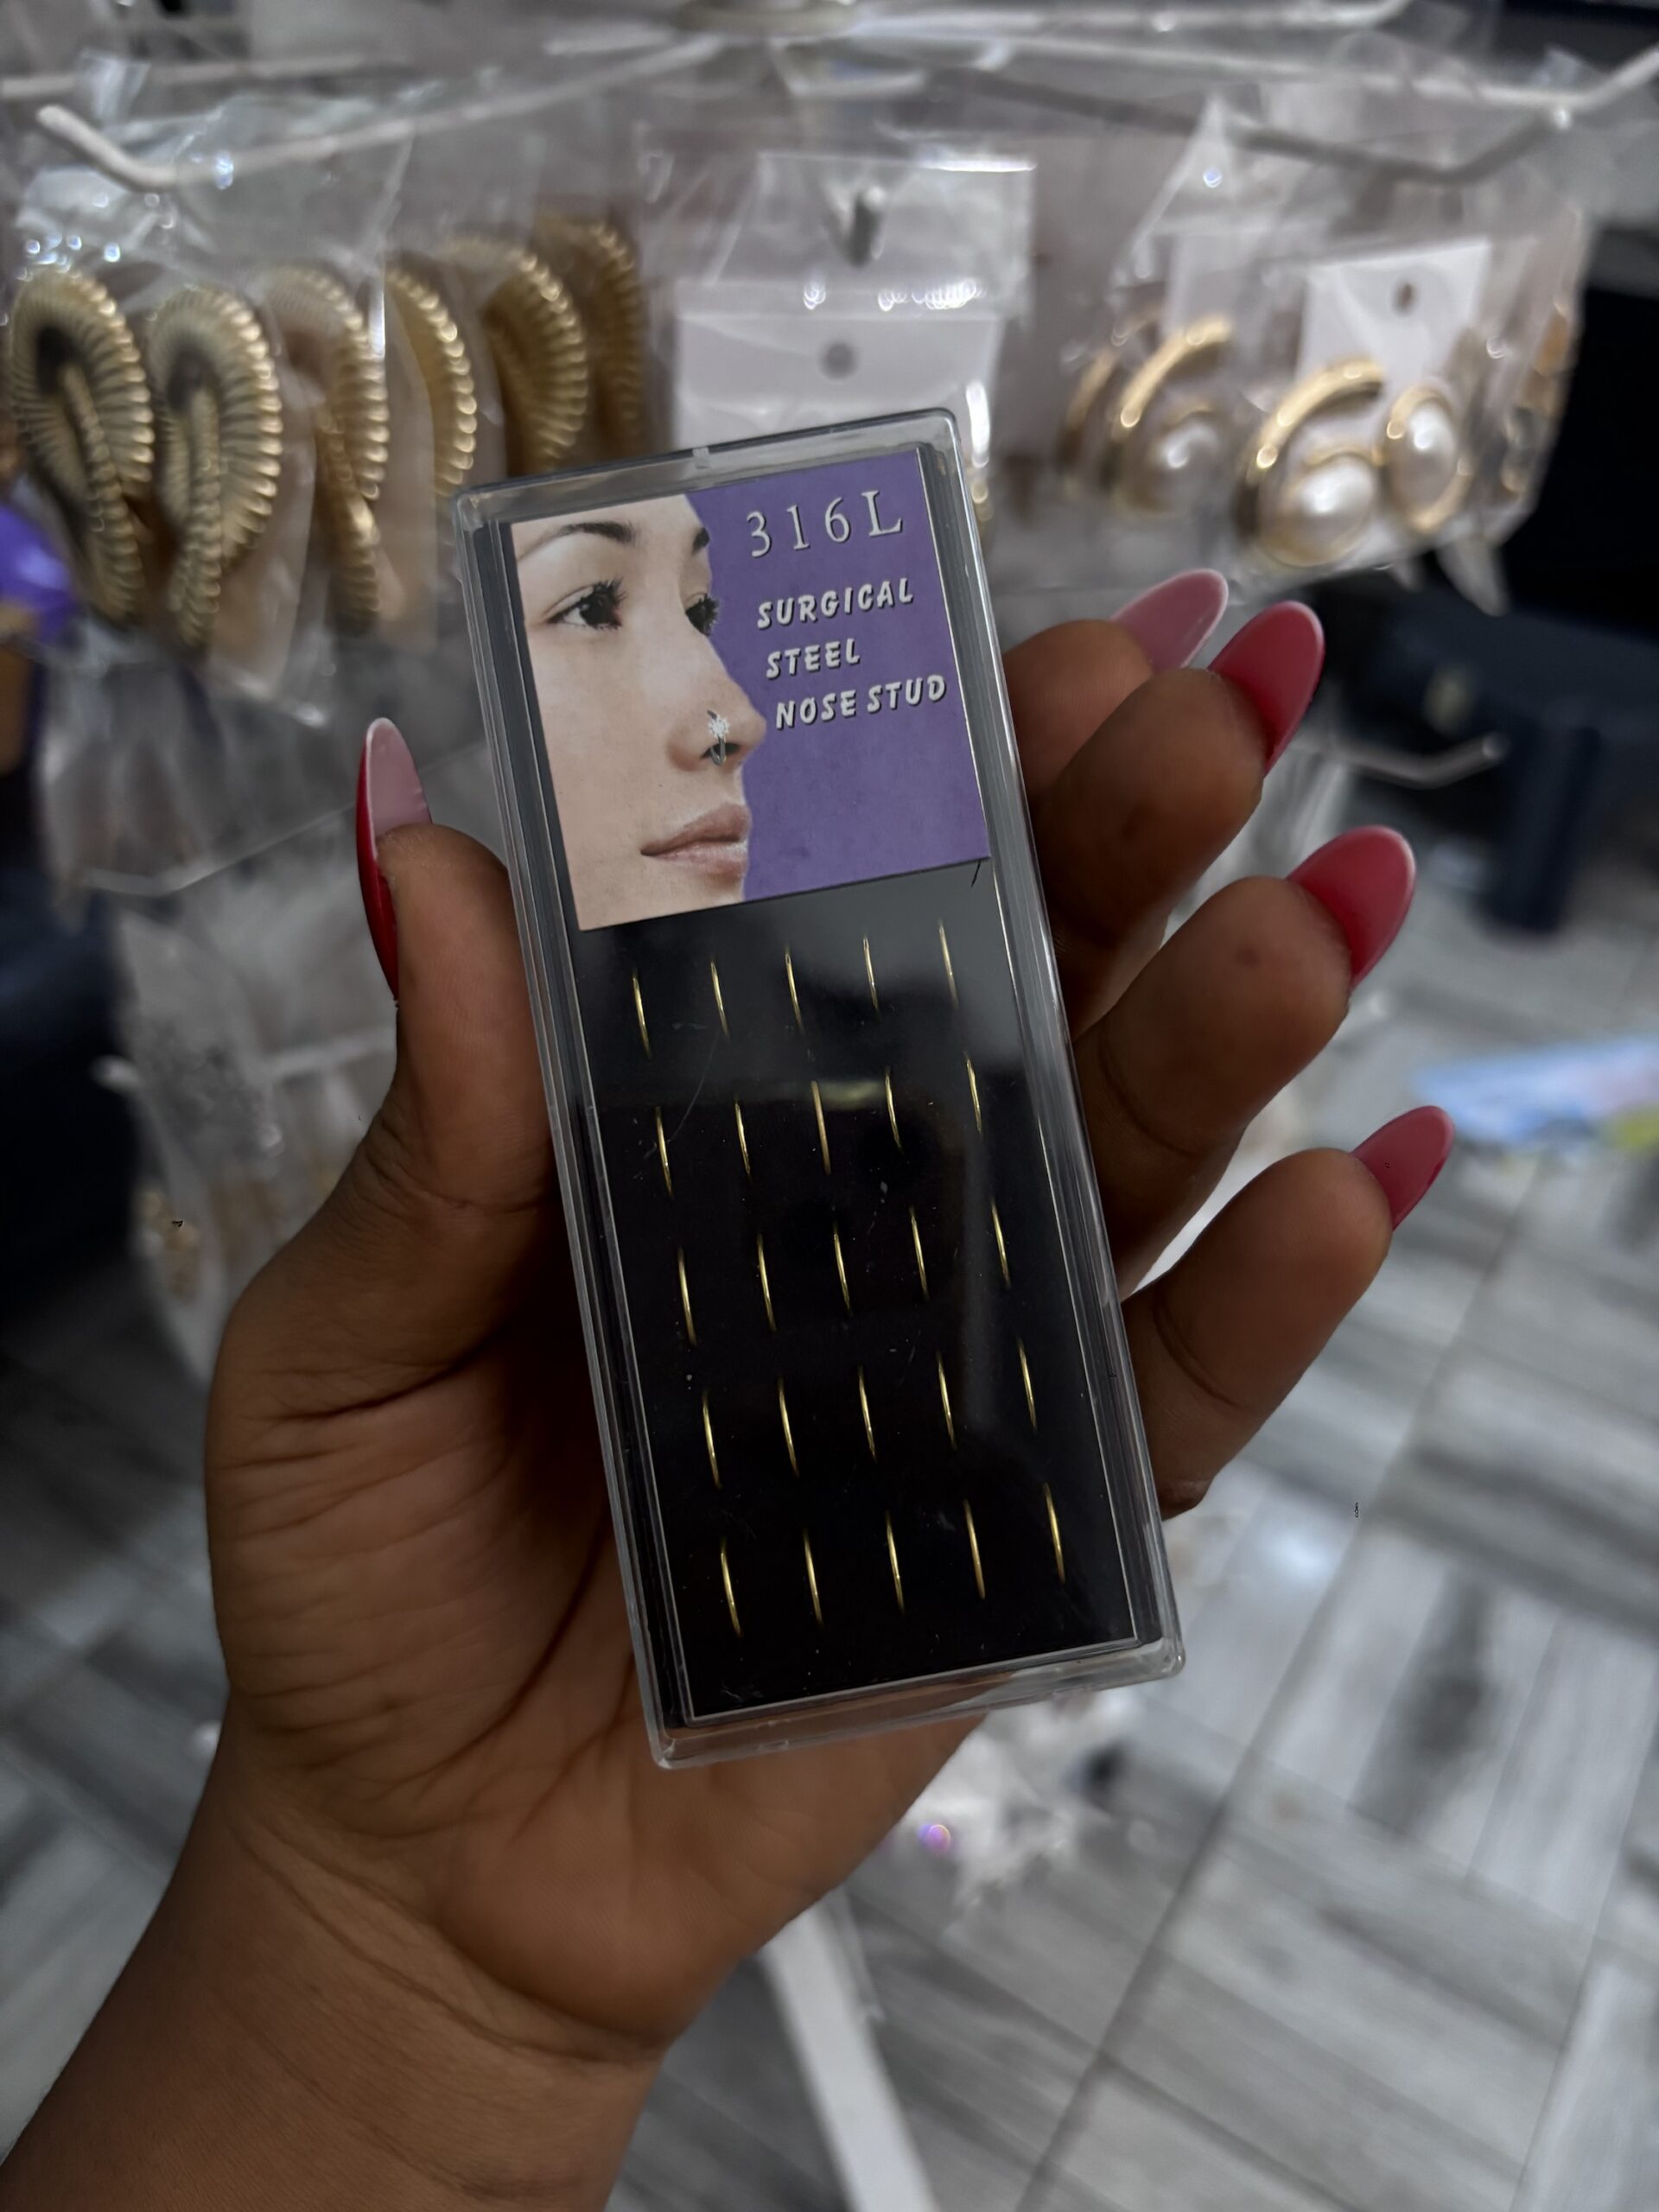 316L
SURGICAL
STEEL
NOSE STUD